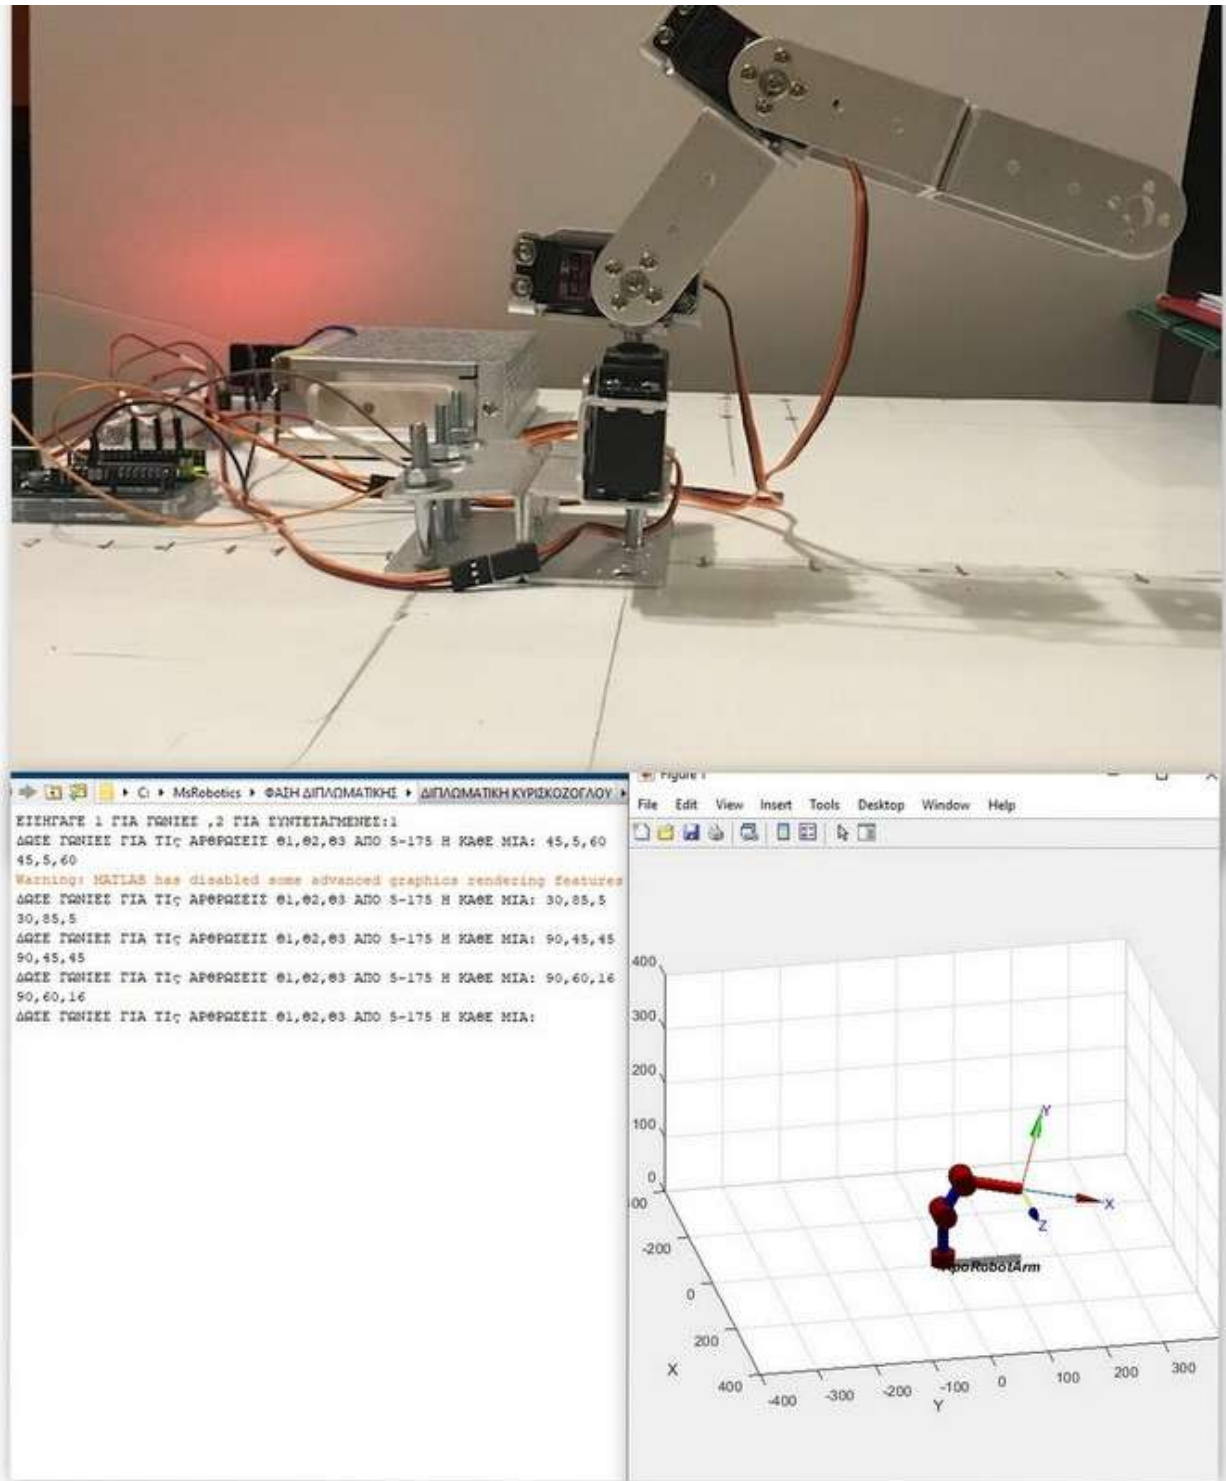 C: ▸ MsRobotics ▸ ΦΑΣΗ ΔΙΠΛΩΜΑΤΙΚΗΣ ▸ ΔΙΠΛΩΜΑΤΙΚΗ ΚΥΡΙΣΚΟΖΟΓΛΟΥ ▸
ΕΙΣΗΓΑΓΕ 1 ΓΙΑ ΓΩΝΙΕΣ ,2 ΓΙΑ ΣΥΝΤΕΤΑΓΜΕΝΕΣ:1
ΔΩΣΕ ΓΩΝΙΕΣ ΓΙΑ ΤΙς ΑΡΘΡΩΣΕΙΣ Θ1,Θ2,Θ3 ΑΠΟ 5-175 Η ΚΑΘΕ ΜΙΑ: 45,5,60
45,5,60
Warning: MATLAB has disabled some advanced graphics rendering features
ΔΩΣΕ ΓΩΝΙΕΣ ΓΙΑ ΤΙς ΑΡΘΡΩΣΕΙΣ Θ1,Θ2,Θ3 ΑΠΟ 5-175 Η ΚΑΘΕ ΜΙΑ: 30,85,5
30,85,5
ΔΩΣΕ ΓΩΝΙΕΣ ΓΙΑ ΤΙς ΑΡΘΡΩΣΕΙΣ Θ1,Θ2,Θ3 ΑΠΟ 5-175 Η ΚΑΘΕ ΜΙΑ: 90,45,45
90,45,45
ΔΩΣΕ ΓΩΝΙΕΣ ΓΙΑ ΤΙς ΑΡΘΡΩΣΕΙΣ Θ1,Θ2,Θ3 ΑΠΟ 5-175 Η ΚΑΘΕ ΜΙΑ: 90,60,16
90,60,16
ΔΩΣΕ ΓΩΝΙΕΣ ΓΙΑ ΤΙς ΑΡΘΡΩΣΕΙΣ Θ1,Θ2,Θ3 ΑΠΟ 5-175 Η ΚΑΘΕ ΜΙΑ:
Figure 1
File Edit View Insert Tools Desktop Window Help
400
300
200
100
0
-200
0
200
400
X
-400 -300 -200 -100 0 100 200 300
Y
Y
X
Z
poRobotArm